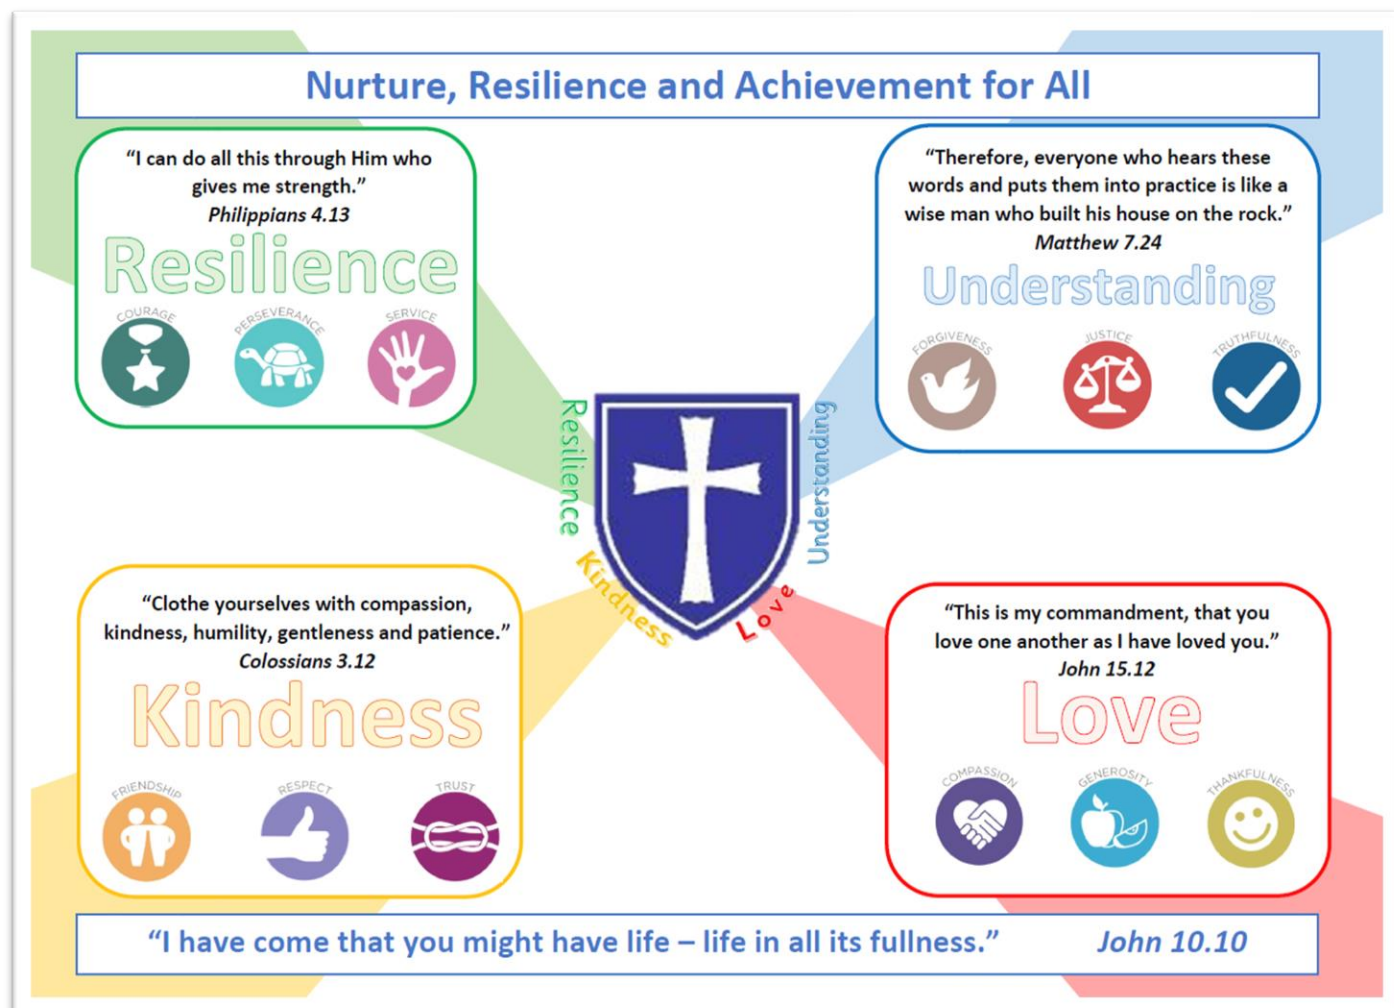 Nurture, Resilience and Achievement for All
“I can do all this through Him who
gives me strength.”
Philippians 4.13
Resilience
COURAGE
PERSEVERANCE
SERVICE
“Therefore, everyone who hears these
words and puts them into practice is like a
wise man who built his house on the rock.”
Matthew 7.24
Understanding
FORGIVENESS
JUSTICE
TRUTHFULNESS
Resilience
Understanding
Kindness
Love
“Clothe yourselves with compassion,
kindness, humility, gentleness and patience.”
Colossians 3.12
Kindness
FRIENDSHIP
RESPECT
TRUST
“This is my commandment, that you
love one another as I have loved you.”
John 15.12
Love
COMPASSION
GENEROSITY
THANKFULNESS
“I have come that you might have life – life in all its fullness.” John 10.10